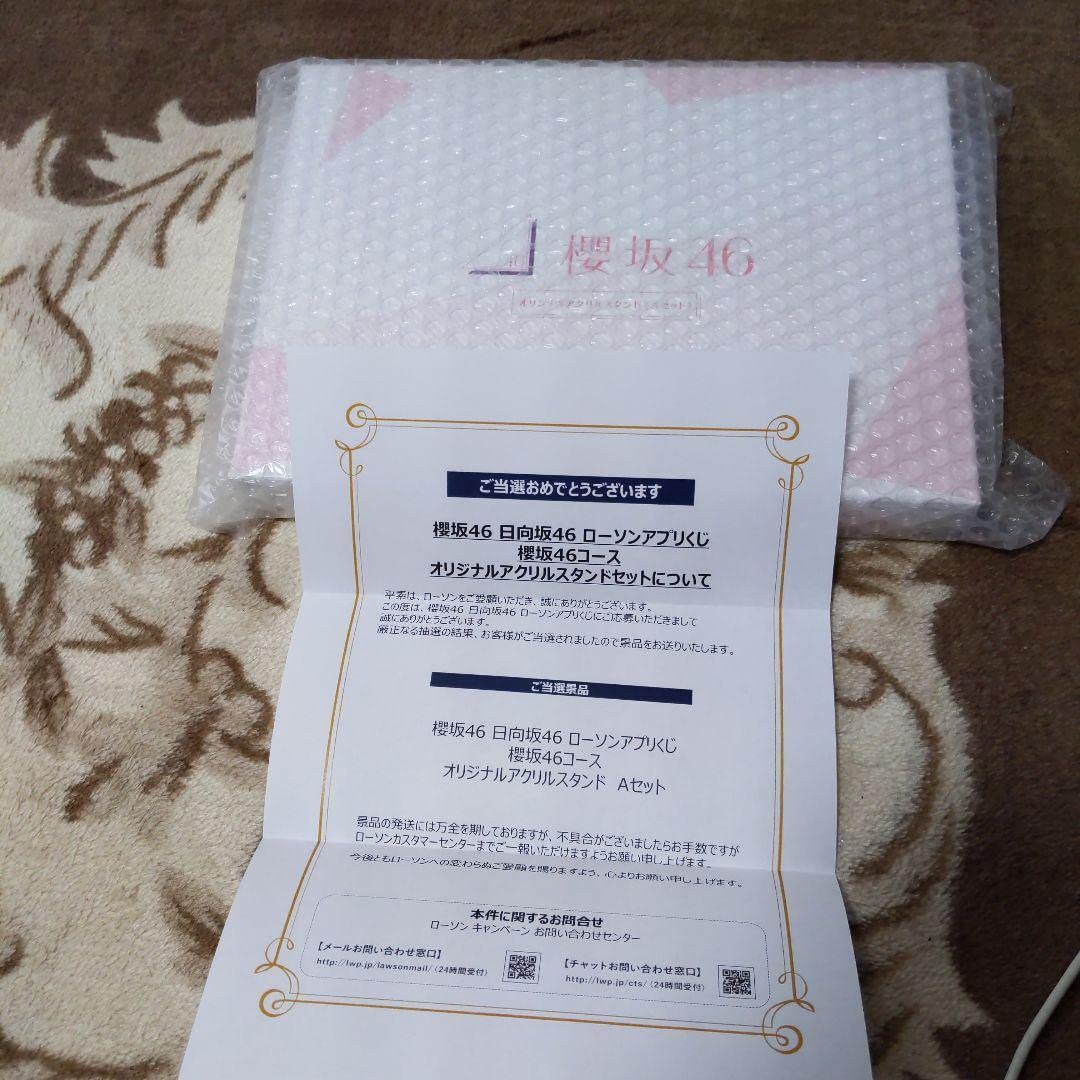 櫻坂46
オリジナルアクリルスタンド(Aセット)
ご当選おめでとうございます
櫻坂46 日向坂46 ローソンアプリくじ
櫻坂46コース
オリジナルアクリルスタンドセットについて
平素は、ローソンをご愛顧いただき、誠にありがとうございます。
この度は、櫻坂46 日向坂46 ローソンアプリくじにご応募いただきまして
誠にありがとうございます。
厳正なる抽選の結果、お客様がご当選されましたので景品をお送りいたします。
ご当選景品
櫻坂46 日向坂46 ローソンアプリくじ
櫻坂46コース
オリジナルアクリルスタンド Aセット
景品の発送には万全を期しておりますが、不具合がございましたらお手数ですが
ローソンカスタマーセンターまでご一報いただけますようお願い申し上げます。
今後ともローソンへの変わらぬご愛顧を賜りますよう、心よりお願い申し上げます。
本件に関するお問合せ
ローソン キャンペーン お問い合わせセンター
【メールお問い合わせ窓口】
http://lwp.jp/lawsonmail/（24時間受付）
【チャットお問い合わせ窓口】
http://lwp.jp/cts/（24時間受付）